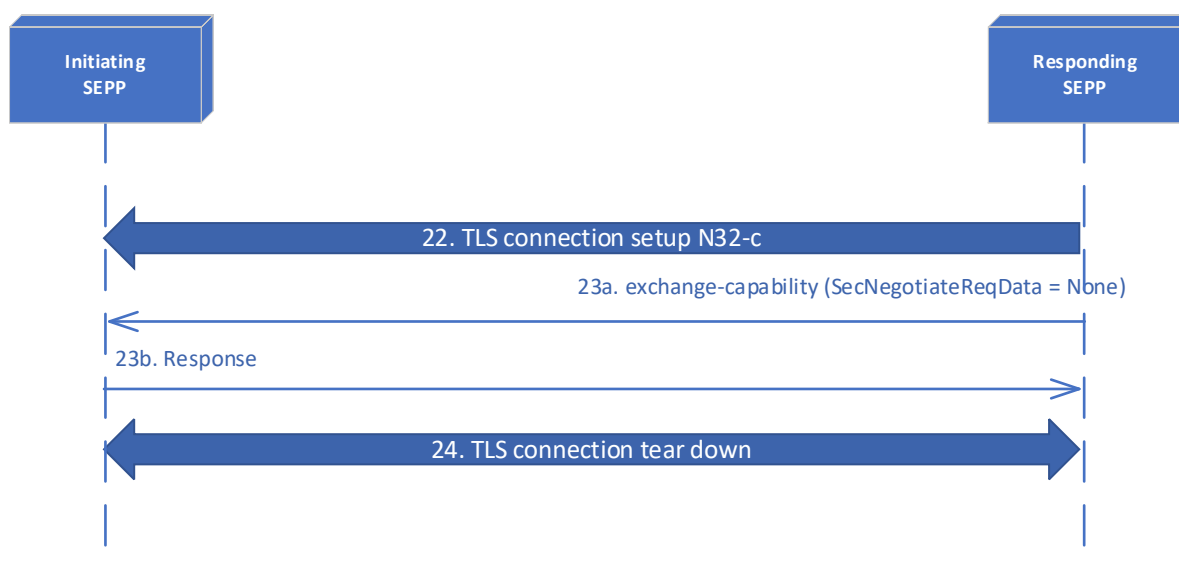 Initiating
SEPP
Responding
SEPP
22. TLS connection setup N32-c
23a. exchange-capability (SecNegotiateReqData = None)
23b. Response
24. TLS connection tear down